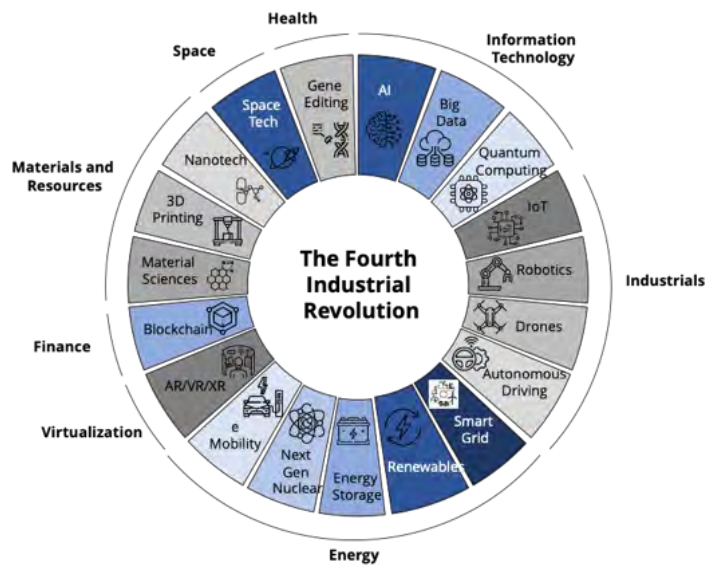 Health
Information
Technology
Space
Materials and
Resources
Finance
Virtualization
Energy
Industrials
The Fourth
Industrial
Revolution
AI
Big
Data
Quantum
Computing
IoT
Robotics
Drones
Autonomous
Driving
Smart
Grid
Renewables
Energy
Storage
Next
Gen
Nuclear
e
Mobility
AR/VR/XR
Blockchain
Material
Sciences
3D
Printing
Nanotech
Space
Tech
Gene
Editing